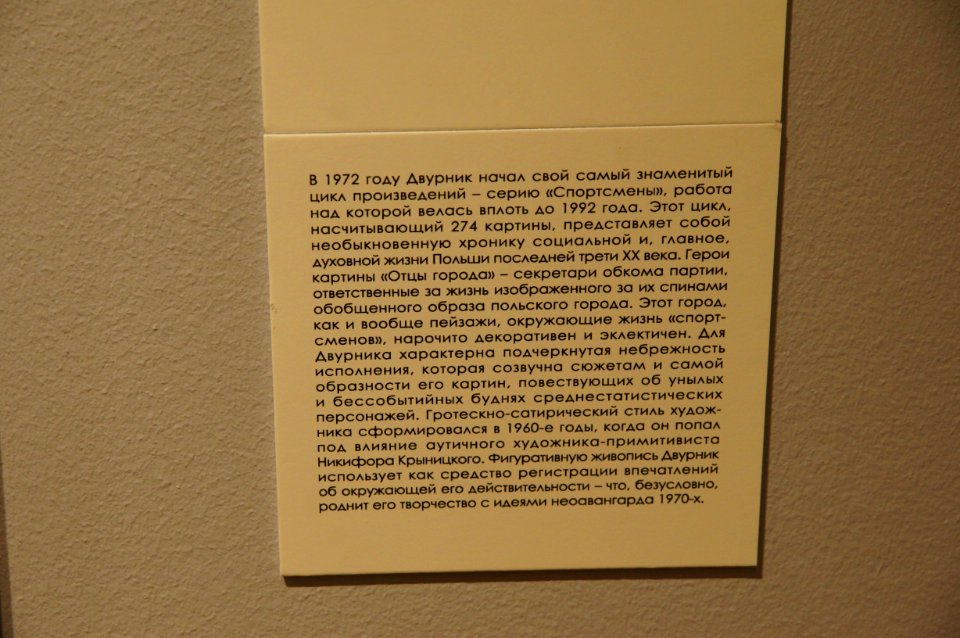 В 1972 году Двурник начал свой самый знаменитый
цикл произведений – серию «Спортсмены», работа
над которой велась вплоть до 1992 года. Этот цикл,
насчитывающий 274 картины, представляет собой
необыкновенную хронику социальной и, главное,
духовной жизни Польши последней трети XX века. Герои
картины «Отцы города» – секретари обкома партии,
ответственные за жизнь изображенного за их спинами
обобщенного образа польского города. Этот город,
как и вообще пейзажи, окружающие жизнь «спорт-
сменов», нарочито декоративен и эклектичен. Для
Двурника характерна подчеркнутая небрежность
исполнения, которая созвучна сюжетам и самой
образности его картин, повествующих об унылых
и бессобытийных буднях среднестатистических
персонажей. Гротескно-сатирический стиль худож-
ника сформировался в 1960-е годы, когда он попал
под влияние аутичного художника-примитивиста
Никифора Крыницкого. Фигуративную живопись Двурник
использует как средство регистрации впечатлений
об окружающей его действительности – что, безусловно,
роднит его творчество с идеями неоавангарда 1970-х.